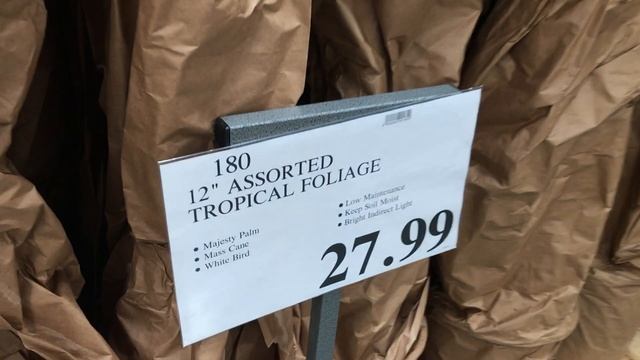 180
12" ASSORTED
TROPICAL FOLIAGE
• Majesty Palm
• Mass Cane
• White Bird
• Low Maintenance
• Keep Soil Moist
• Bright Indirect Light
27.99